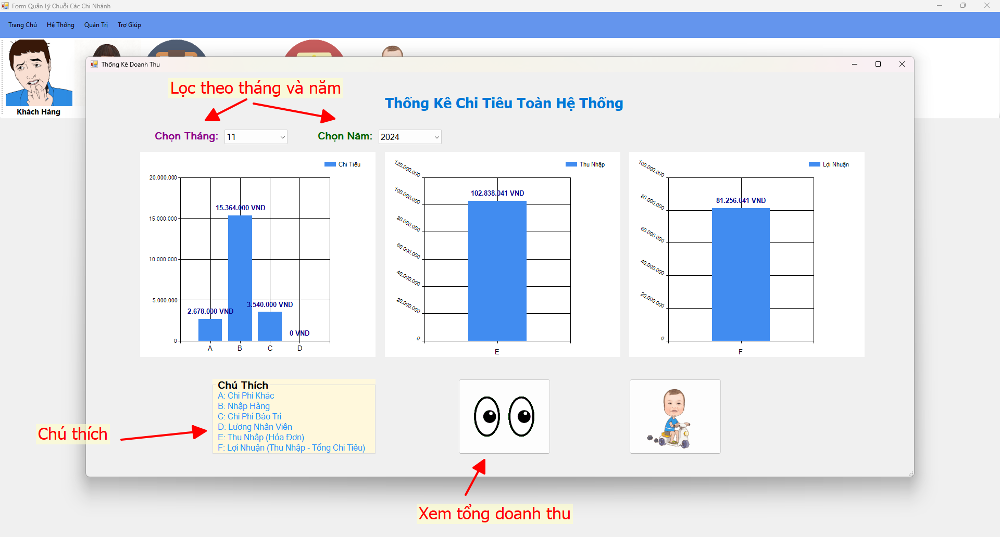 Form Quản Lý Chuỗi Các Chi Nhánh
Trang Chủ Hệ Thống Quản Trị Trợ Giúp
Khách Hàng
Thống Kê Doanh Thu
Lọc theo tháng và năm
Thống Kê Chi Tiêu Toàn Hệ Thống
Chọn Tháng: 11 Chọn Năm: 2024
Chi Tiêu
20.000.000
15.000.000
10.000.000
5.000.000
0
2.678.000 VND
15.364.000 VND
3.540.000 VND
0 VND
A B C D
Thu Nhập
120.000.000
100.000.000
80.000.000
60.000.000
40.000.000
20.000.000
0
102.838.041 VND
E
Lợi Nhuận
100.000.000
80.000.000
60.000.000
40.000.000
20.000.000
0
81.256.041 VND
F
Chú Thích
A: Chi Phí Khác
B: Nhập Hàng
C: Chi Phí Bảo Trì
D: Lương Nhân Viên
E: Thu Nhập (Hóa Đơn)
F: Lợi Nhuận (Thu Nhập - Tổng Chi Tiêu)
Chú thích
Xem tổng doanh thu